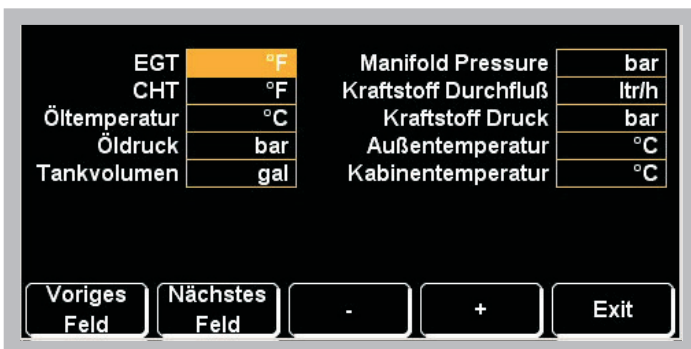 EGT °F
CHT °F
Öltemperatur °C
Öldruck bar
Tankvolumen gal
Manifold Pressure bar
Kraftstoff Durchfluß ltr/h
Kraftstoff Druck bar
Außentemperatur °C
Kabinentemperatur °C
Voriges
Feld
Nächstes
Feld
-
+
Exit